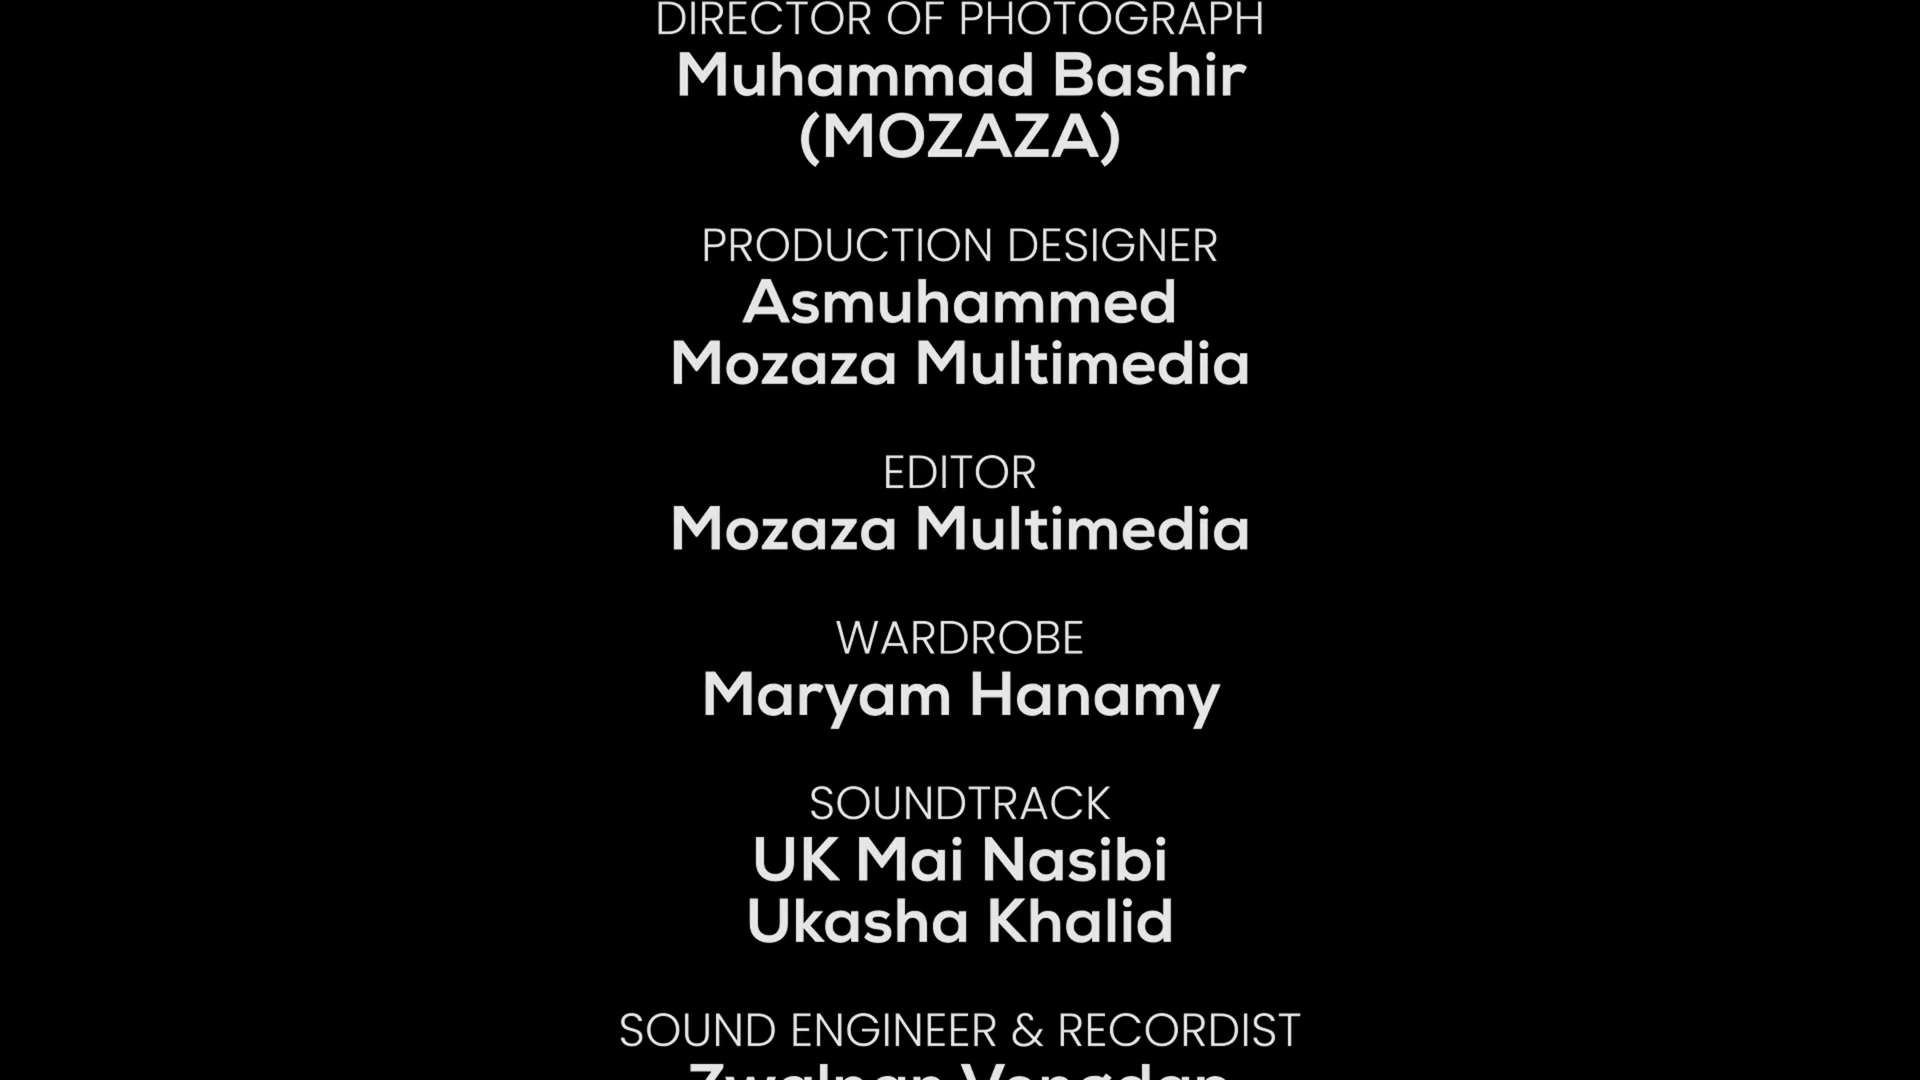 DIRECTOR OF PHOTOGRAPH
Muhammad Bashir
(MOZAZA)
PRODUCTION DESIGNER
Asmuhammed
Mozaza Multimedia
EDITOR
Mozaza Multimedia
WARDROBE
Maryam Hanamy
SOUNDTRACK
UK Mai Nasibi
Ukasha Khalid
SOUND ENGINEER & RECORDIST